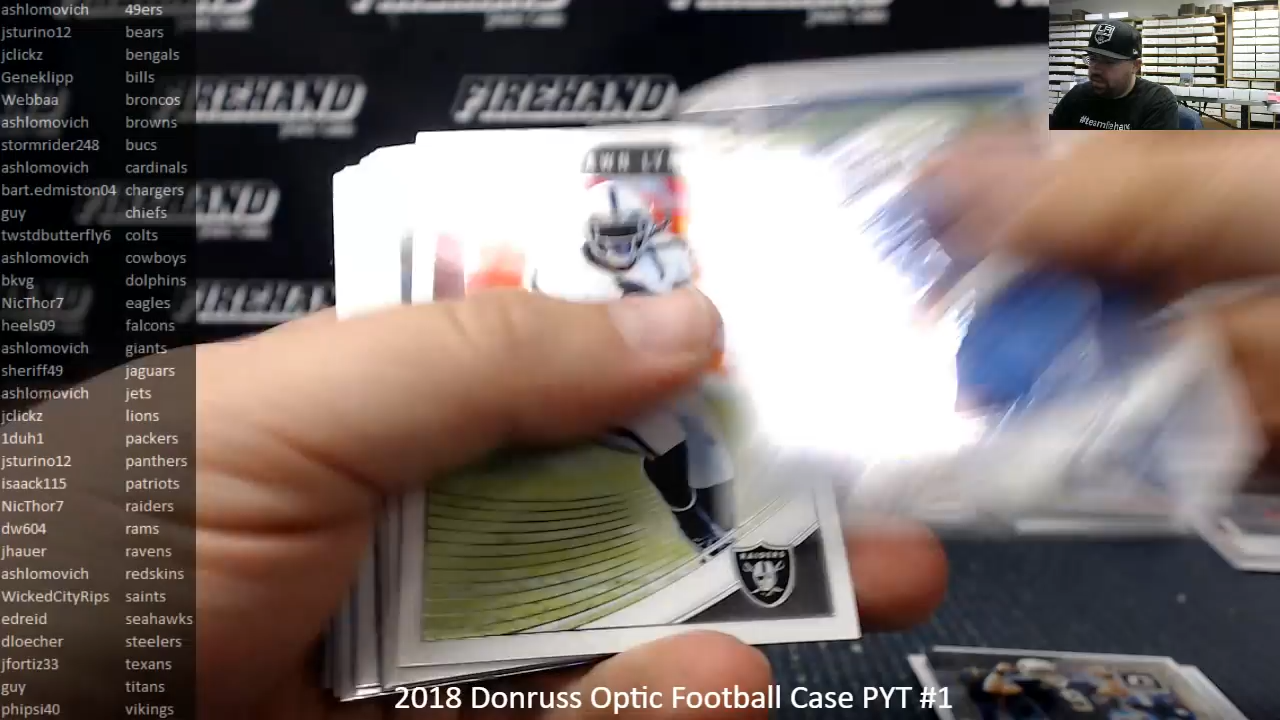 ashlomovich 49ers
jsturino12 bears
jclickz bengals
Geneklipp bills
Webbaa broncos
ashlomovich browns
stormrider248 bucs
ashlomovich cardinals
bart.edmiston04 chargers
guy chiefs
twstdbutterfly6 colts
ashlomovich cowboys
bkvg dolphins
NicThor7 eagles
heels09 falcons
ashlomovich giants
sheriff49 jaguars
ashlomovich jets
jclickz lions
1duh1 packers
jsturino12 panthers
isaack115 patriots
NicThor7 raiders
dw604 rams
jhauer ravens
ashlomovich redskins
WickedCityRips saints
edreid seahawks
dloecher steelers
jfortiz33 texans
guy titans
phipsi40 vikings
FIREHAND
FIREHAND
RAIDERS
2018 Donruss Optic Football Case PYT #1